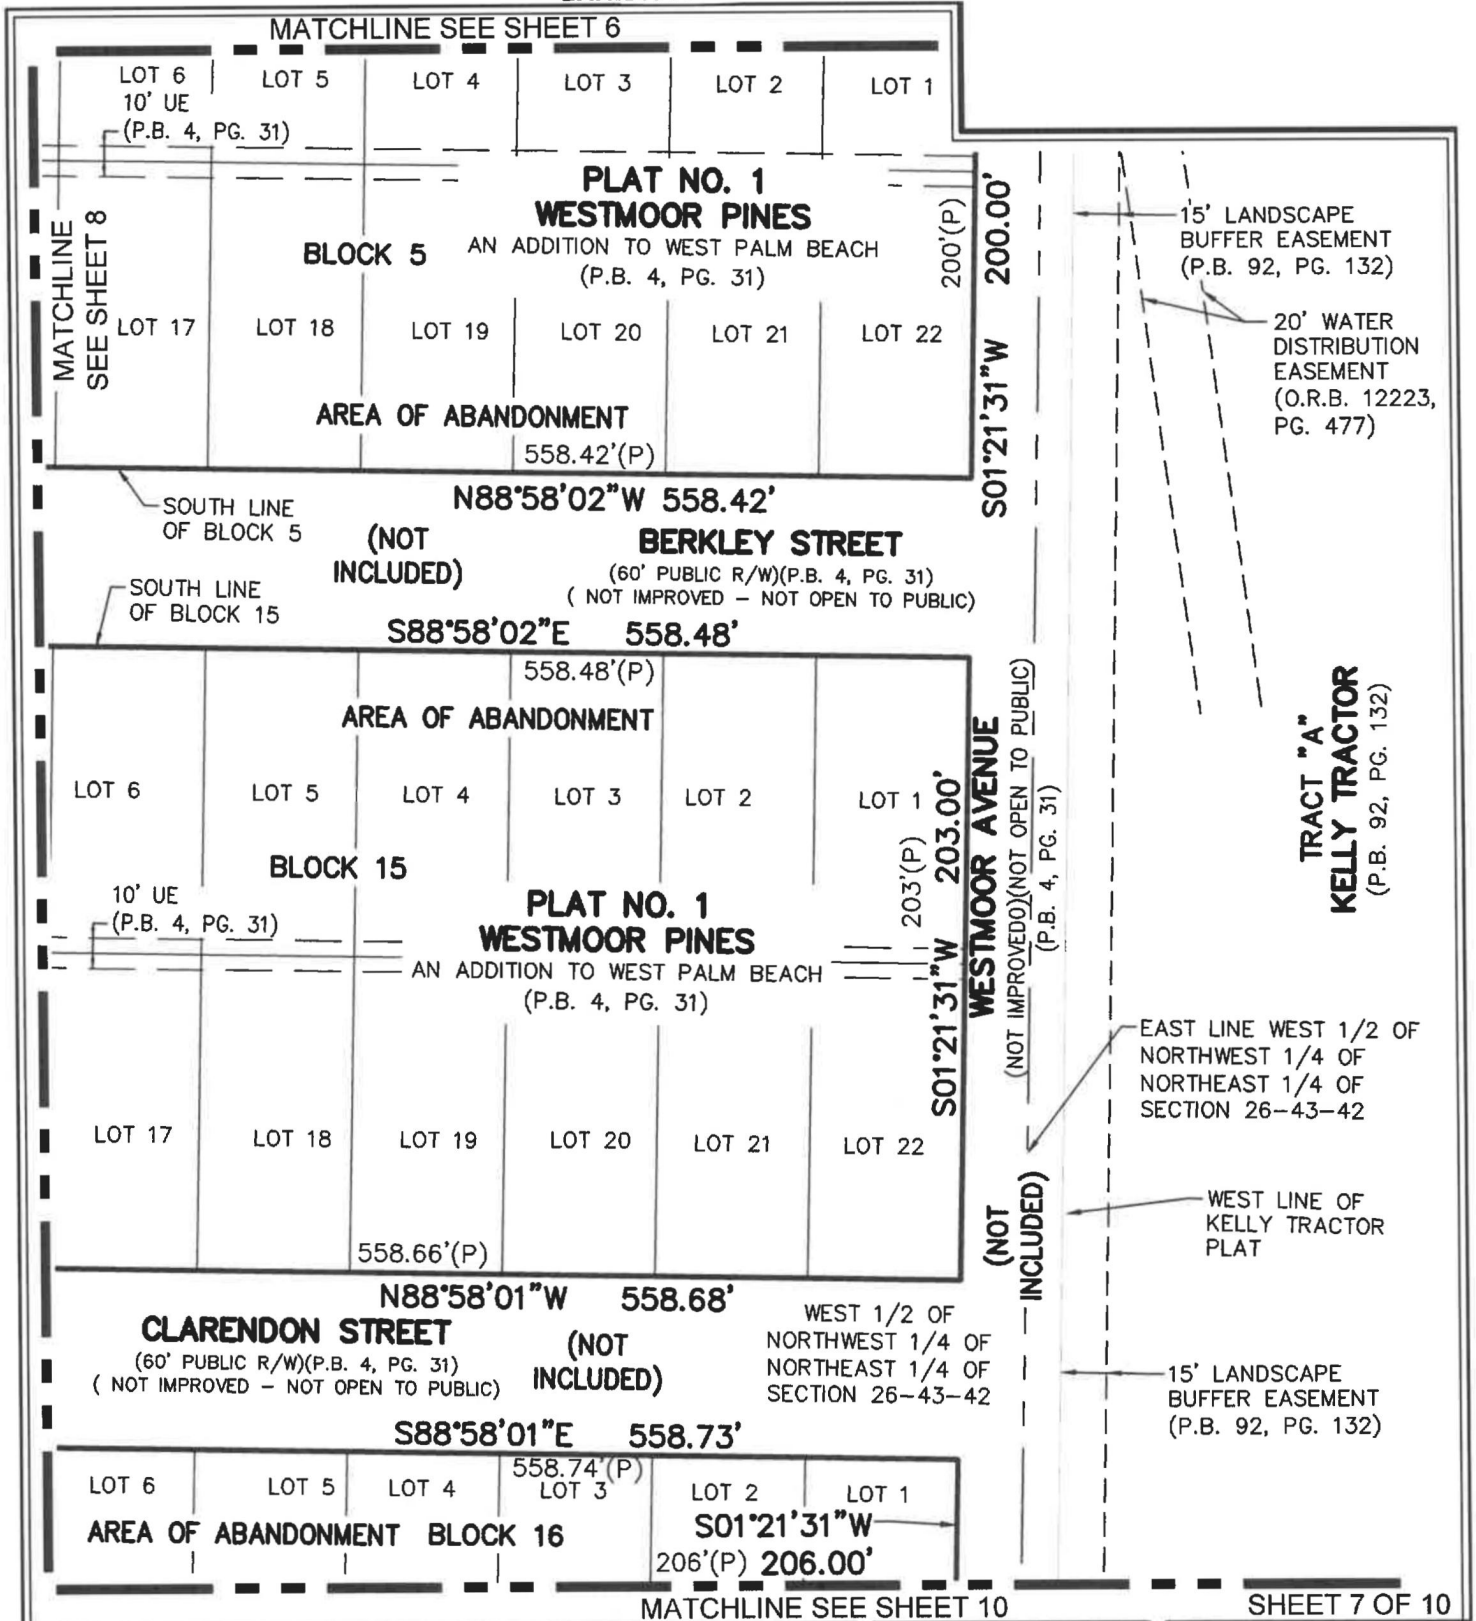 MATCHLINE SEE SHEET 6
LOT 6
LOT 5
LOT 4
LOT 3
LOT 2
LOT 1
10' UE
(P.B. 4, PG. 31)
MATCHLINE
SEE SHEET 8
PLAT NO. 1
WESTMOOR PINES
AN ADDITION TO WEST PALM BEACH
(P.B. 4, PG. 31)
BLOCK 5
200'(P)
S01°21'31"W 200.00'
15' LANDSCAPE
BUFFER EASEMENT
(P.B. 92, PG. 132)
20' WATER
DISTRIBUTION
EASEMENT
(O.R.B. 12223,
PG. 477)
LOT 17
LOT 18
LOT 19
LOT 20
LOT 21
LOT 22
AREA OF ABANDONMENT
558.42'(P)
N88°58'02"W 558.42'
SOUTH LINE
OF BLOCK 5
(NOT
INCLUDED)
BERKLEY STREET
(60' PUBLIC R/W)(P.B. 4, PG. 31)
( NOT IMPROVED – NOT OPEN TO PUBLIC)
SOUTH LINE
OF BLOCK 15
S88°58'02"E 558.48'
558.48'(P)
AREA OF ABANDONMENT
LOT 6
LOT 5
LOT 4
LOT 3
LOT 2
LOT 1
BLOCK 15
10' UE
(P.B. 4, PG. 31)
PLAT NO. 1
WESTMOOR PINES
AN ADDITION TO WEST PALM BEACH
(P.B. 4, PG. 31)
203'(P)
S01°21'31"W 203.00'
WESTMOOR AVENUE
(NOT IMPROVED0)(NOT OPEN TO PUBLIC)
(P.B. 4, PG. 31)
TRACT "A"
KELLY TRACTOR
(P.B. 92, PG. 132)
EAST LINE WEST 1/2 OF
NORTHWEST 1/4 OF
NORTHEAST 1/4 OF
SECTION 26–43–42
LOT 17
LOT 18
LOT 19
LOT 20
LOT 21
LOT 22
(NOT
INCLUDED)
WEST LINE OF
KELLY TRACTOR
PLAT
558.66'(P)
N88°58'01"W 558.68'
CLARENDON STREET
(60' PUBLIC R/W)(P.B. 4, PG. 31)
( NOT IMPROVED – NOT OPEN TO PUBLIC)
(NOT
INCLUDED)
WEST 1/2 OF
NORTHWEST 1/4 OF
NORTHEAST 1/4 OF
SECTION 26–43–42
15' LANDSCAPE
BUFFER EASEMENT
(P.B. 92, PG. 132)
S88°58'01"E 558.73'
558.74'(P)
LOT 6
LOT 5
LOT 4
LOT 3
LOT 2
LOT 1
AREA OF ABANDONMENT BLOCK 16
S01°21'31"W
206'(P) 206.00'
MATCHLINE SEE SHEET 10
SHEET 7 OF 10